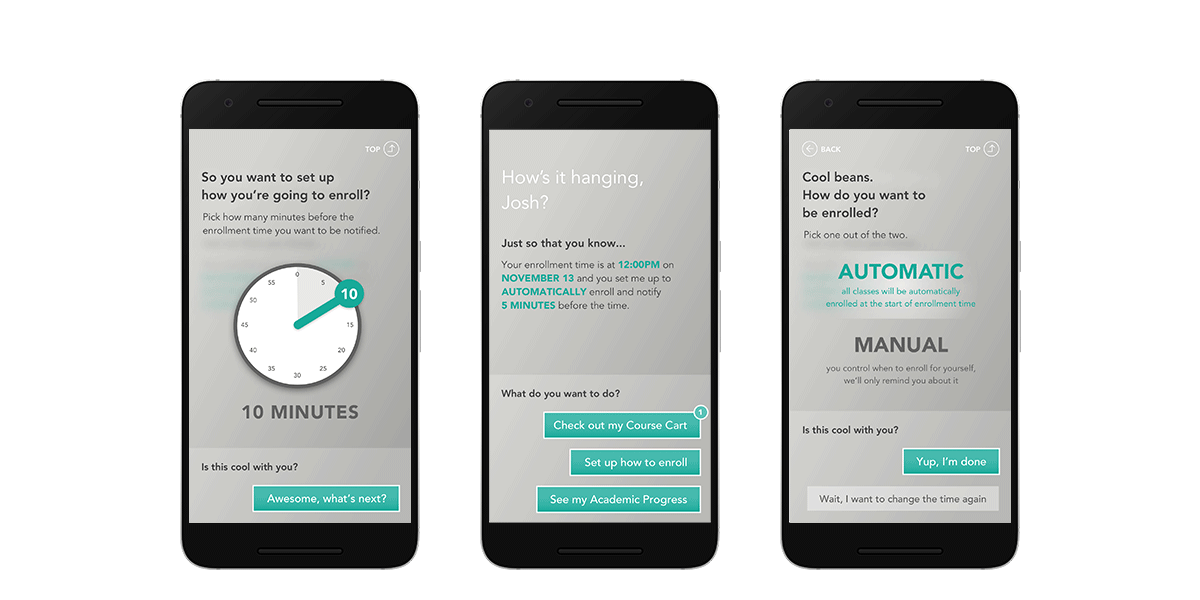 TOP
So you want to set up
how you're going to enroll?
Pick how many minutes before the
enrollment time you want to be notified.
0
5
10
15
20
25
30
35
40
45
50
55
10 MINUTES
Is this cool with you?
Awesome, what's next?
How's it hanging,
Josh?
Just so that you know...
Your enrollment time is at 12:00PM on
NOVEMBER 13 and you set me up to
AUTOMATICALLY enroll and notify
5 MINUTES before the time.
What do you want to do?
1
Check out my Course Cart
Set up how to enroll
See my Academic Progress
BACK
TOP
Cool beans.
How do you want to
be enrolled?
Pick one out of the two.
AUTOMATIC
all classes will be automatically
enrolled at the start of enrollment time
MANUAL
you control when to enroll for yourself,
we'll only remind you about it
Is this cool with you?
Yup, I'm done
Wait, I want to change the time again